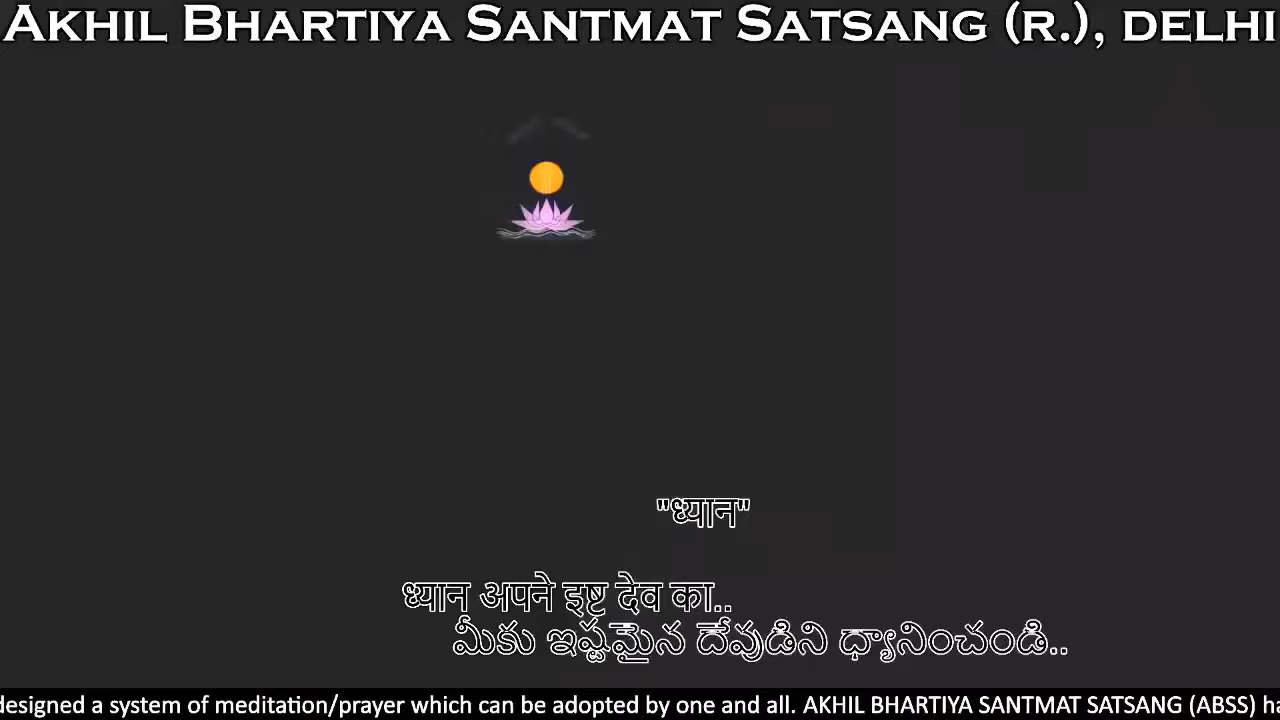 AKHIL BHARTIYA SANTMAT SATSANG (R.), DELHI
"ध्यान"
ध्यान अपने इष्ट देव का..
మీకు ఇష్టమైన దేవుడిని ధ్యానించండి..
designed a system of meditation/prayer which can be adopted by one and all. AKHIL BHARTIYA SANTMAT SATSANG (ABSS) ha